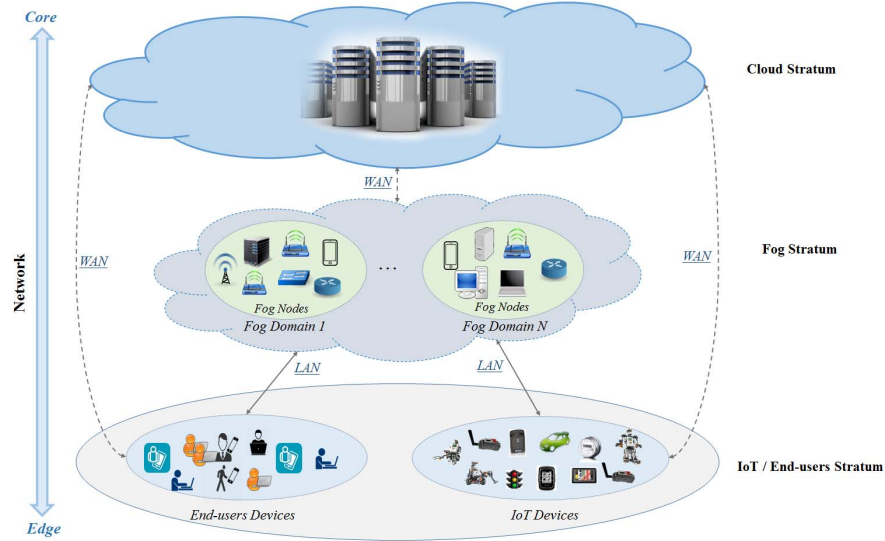 Core
Cloud Stratum
WAN
Fog Stratum
WAN
WAN
Network
...
Fog Nodes
Fog Domain 1
Fog Nodes
Fog Domain N
LAN
LAN
IoT / End-users Stratum
End-users Devices
IoT Devices
Edge